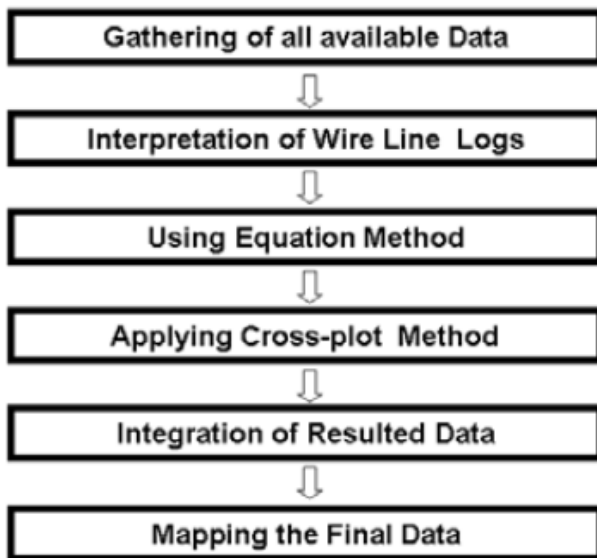 Gathering of all available Data
Interpretation of Wire Line Logs
Using Equation Method
Applying Cross-plot Method
Integration of Resulted Data
Mapping the Final Data